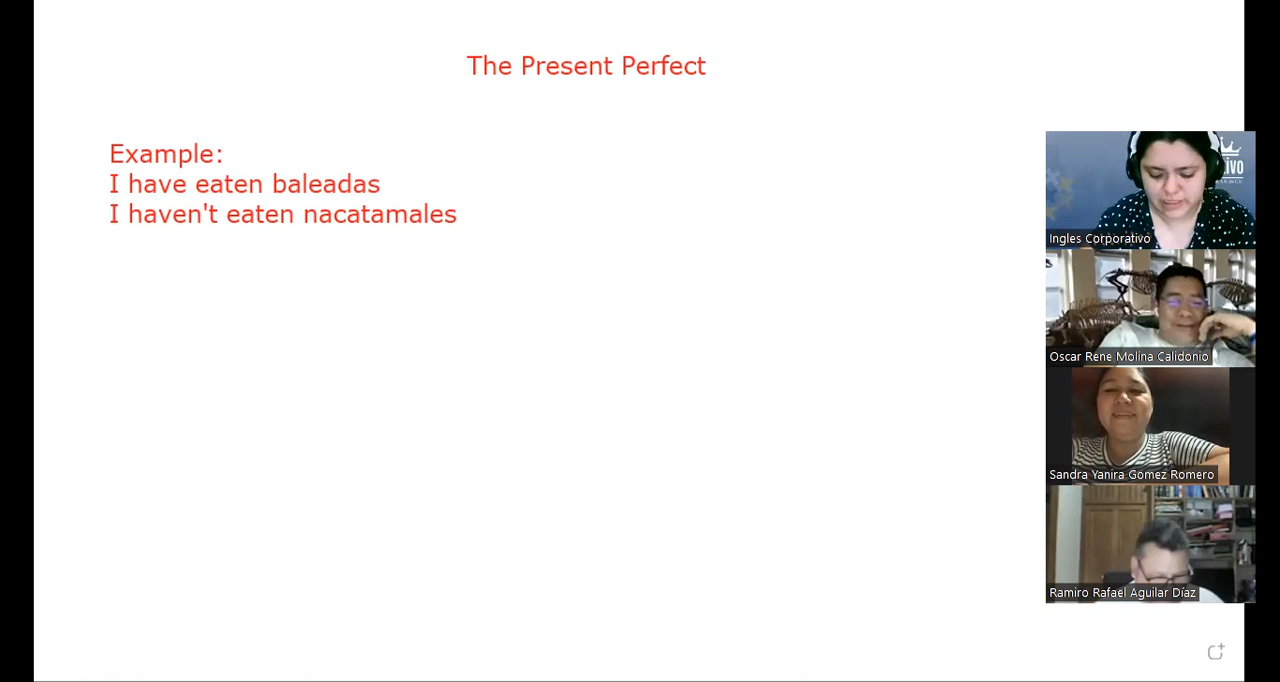 The Present Perfect
Example:
I have eaten baleadas
I haven't eaten nacatamales
Ingles Corporativo
Oscar Rene Molina Calidonio
Sandra Yanira Gomez Romero
Ramiro Rafael Aguilar Díaz